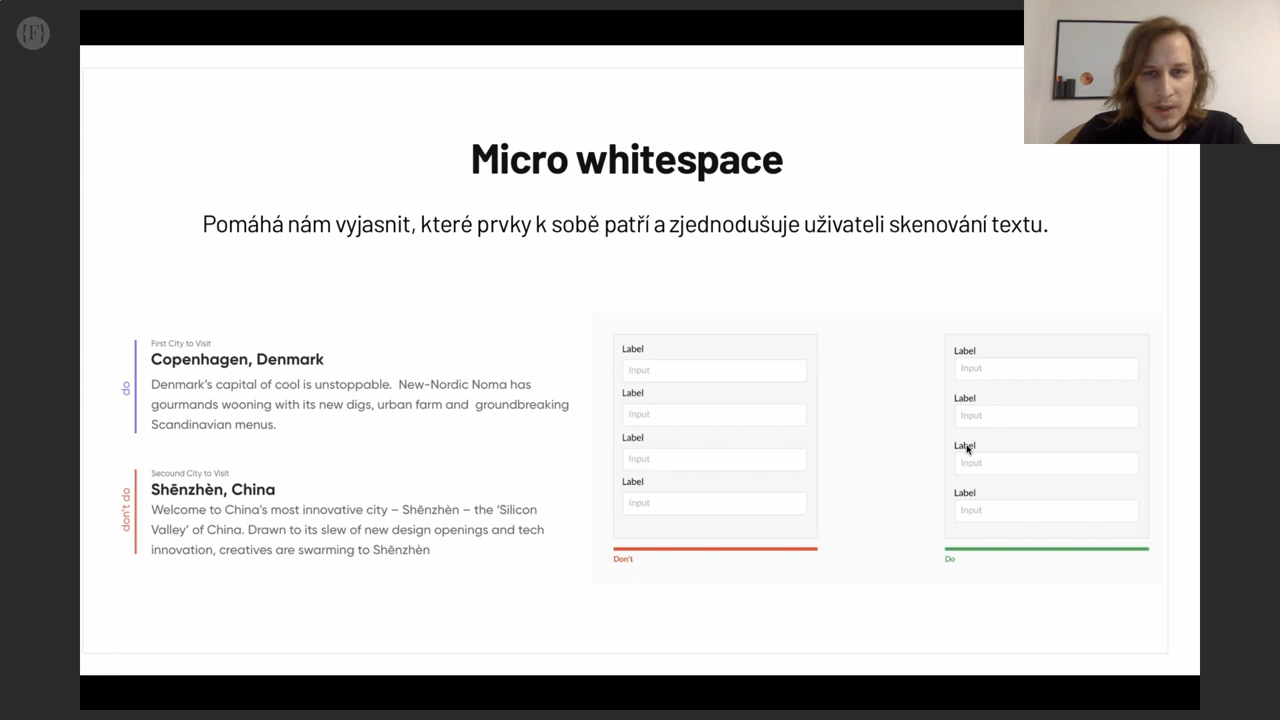 {F}
Micro whitespace
Pomáhá nám vyjasnit, které prvky k sobě patří a zjednodušuje uživateli skenování textu.
do
First City to Visit
Copenhagen, Denmark
Denmark's capital of cool is unstoppable.  New-Nordic Noma has
gourmands wooning with its new digs, urban farm and  groundbreaking
Scandinavian menus.
don't do
Secound City to Visit
Shēnzhèn, China
Welcome to China's most innovative city – Shēnzhèn – the ‘Silicon
Valley’ of China. Drawn to its slew of new design openings and tech
innovation, creatives are swarming to Shēnzhèn
Label
Input
Label
Input
Label
Input
Label
Input
Don't
Label
Input
Label
Input
Label
Input
Label
Input
Do